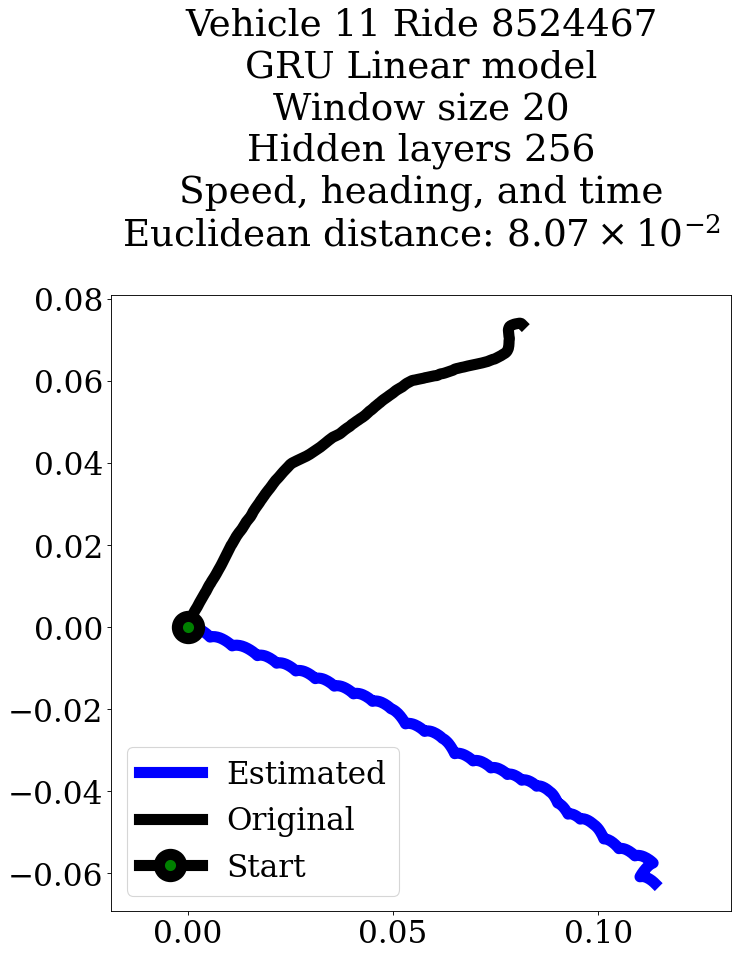 Vehicle 11 Ride 8524467
GRU Linear model
Window size 20
Hidden layers 256
Speed, heading, and time
Euclidean distance: 8.07 × 10⁻²
0.08
0.06
0.04
0.02
0.00
−0.02
−0.04
−0.06
Estimated
Original
Start
0.00 0.05 0.10